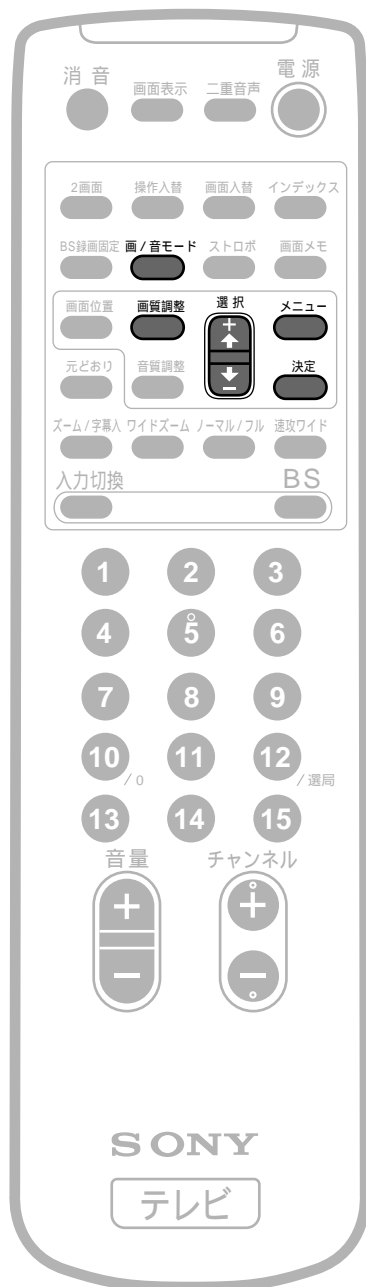 消音 画面表示 二重音声 電源
2画面 操作入替 画面入替 インデックス
BS録画固定 画/音モード ストロボ 画面メモ
画面位置 画質調整 選択 メニュー
+
元どおり 音質調整 決定
−
ズーム/字幕入 ワイドズーム ノーマル/フル 速攻ワイド
入力切換 BS
1 2 3
4 5 6
7 8 9
10/0 11 12/選局
13 14 15
音量 チャンネル
+ +
− −
SONY
テレビ